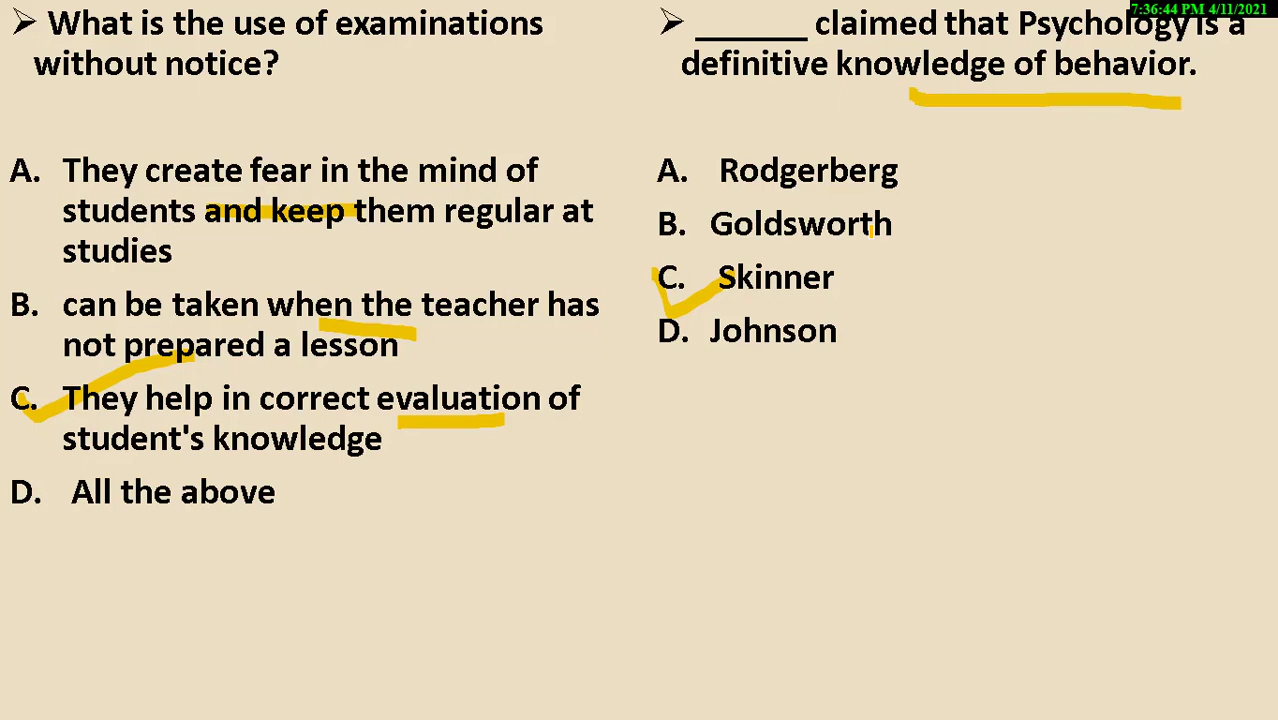 7:36:44 PM 4/11/2021
➢ What is the use of examinations
without notice?
A. They create fear in the mind of
students and keep them regular at
studies
B. can be taken when the teacher has
not prepared a lesson
C. They help in correct evaluation of
student's knowledge
D. All the above
➢ ______ claimed that Psychology is a
definitive knowledge of behavior.
A. Rodgerberg
B. Goldsworth
C. Skinner
D. Johnson